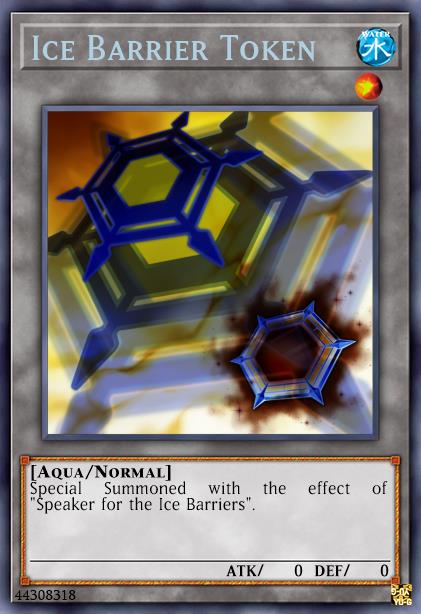 Ice Barrier Token
WATER
水
[Aqua/Normal]
Special Summoned with the effect of
"Speaker for the Ice Barriers".
ATK/ 0 DEF/ 0
44308318